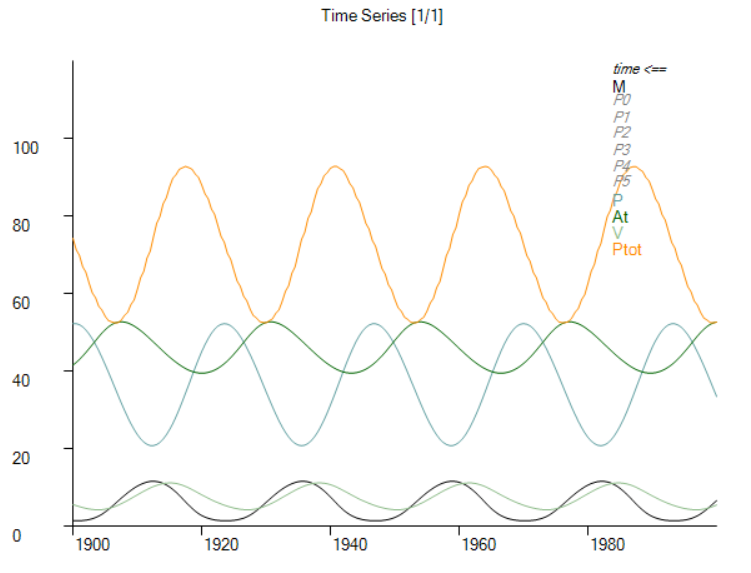 Time Series [1/1]
time <==
M
P0
P1
P2
P3
P4
P5
P
At
V
Ptot
100
80
60
40
20
0
1900 1920 1940 1960 1980